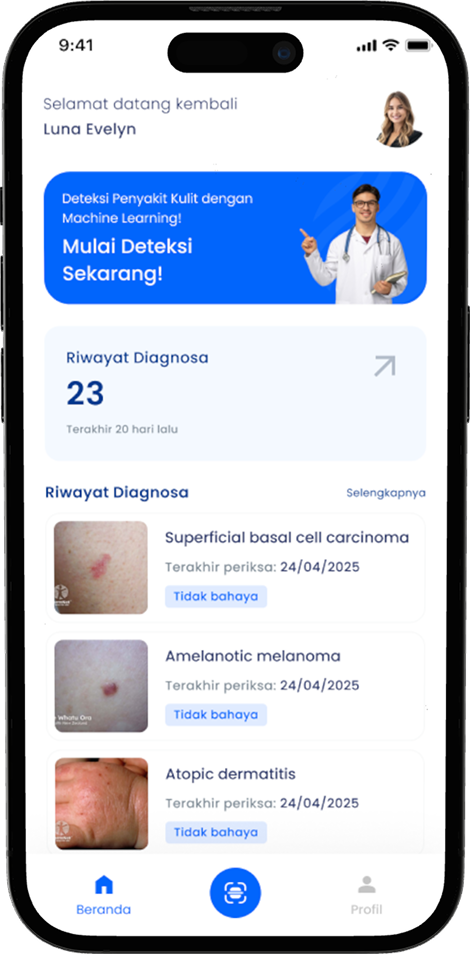 9:41
Selamat datang kembali
Luna Evelyn
Deteksi Penyakit Kulit dengan
Machine Learning!
Mulai Deteksi
Sekarang!
Riwayat Diagnosa
23
Terakhir 20 hari lalu
Riwayat Diagnosa
Selengkapnya
Superficial basal cell carcinoma
Terakhir periksa: 24/04/2025
Tidak bahaya
Amelanotic melanoma
Terakhir periksa: 24/04/2025
Tidak bahaya
Whatu Ora
Atopic dermatitis
Terakhir periksa: 24/04/2025
Tidak bahaya
Beranda
Profil